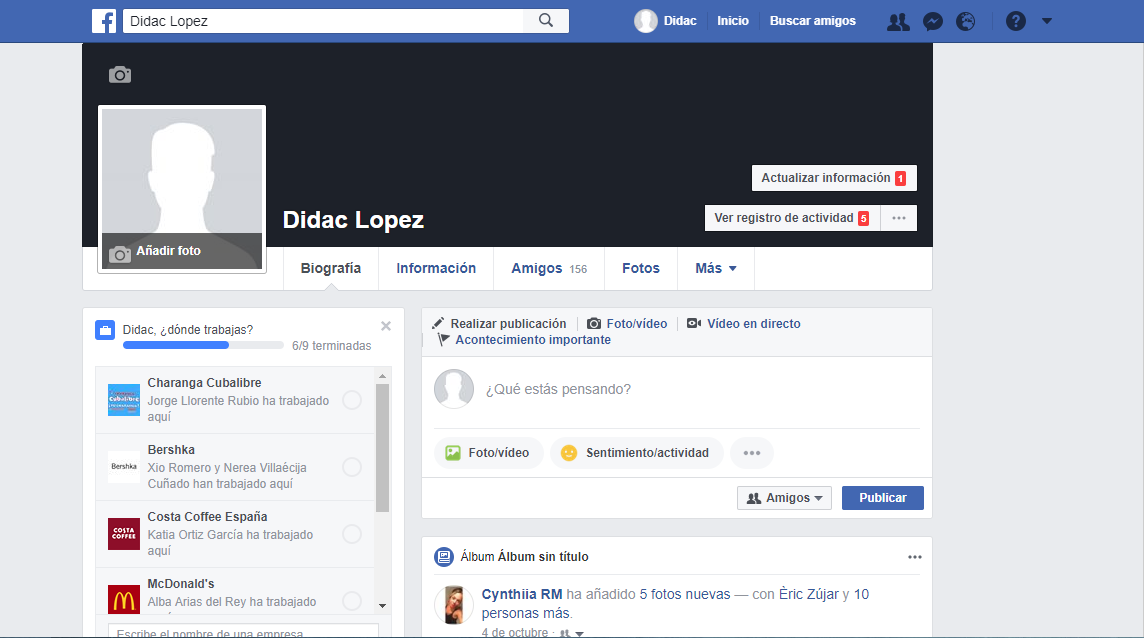 Didac Lopez
Didac
Inicio
Buscar amigos
Actualizar información 1
Didac Lopez
Ver registro de actividad 5
Añadir foto
Biografía
Información
Amigos 156
Fotos
Más
Didac, ¿dónde trabajas?
6/9 terminadas
Charanga Cubalibre
Jorge Llorente Rubio ha trabajado
aquí
Bershka
Bershka
Xio Romero y Nerea Villaécija
Cuñado han trabajado aquí
COSTA
COFFEE
Costa Coffee España
Katia Ortiz García ha trabajado
aquí
McDonald's
Alba Arias del Rey ha trabajado
Escribe el nombre de una empresa
Realizar publicación
Foto/vídeo
Vídeo en directo
Acontecimiento importante
¿Qué estás pensando?
Foto/vídeo
Sentimiento/actividad
Amigos
Publicar
Álbum Álbum sin título
Cynthiia RM ha añadido 5 fotos nuevas — con Èric Zújar y 10
personas más.
4 de octubre ·